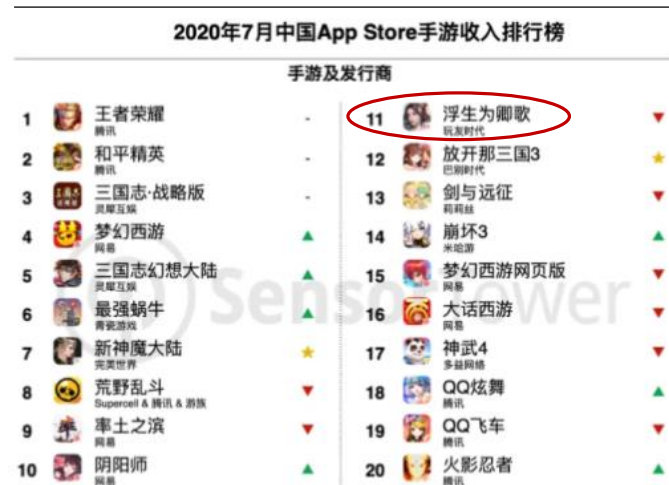 2020年7月中国App Store手游收入排行榜
手游及发行商
1 王者荣耀 -
腾讯
2 和平精英 -
腾讯
3 三国志·战略版 -
灵犀互娱
4 梦幻西游 ▲
网易
5 三国志幻想大陆 ▲
灵犀互娱
6 最强蜗牛 ▲
青瓷游戏
7 新神魔大陆 ★
完美世界
8 荒野乱斗 ▼
Supercell & 腾讯 & 游族
9 率土之滨 ▼
网易
10 阴阳师 ▲
网易
11 浮生为卿歌 ▼
玩友时代
12 放开那三国3 ★
巴别时代
13 剑与远征 ▼
莉莉丝
14 崩坏3 ▲
米哈游
15 梦幻西游网页版 ▼
网易
16 大话西游 ▼
网易
17 神武4 ▼
多益网络
18 QQ炫舞 ▲
腾讯
19 QQ飞车 ▼
腾讯
20 火影忍者 ▲
腾讯
Sensor Tower